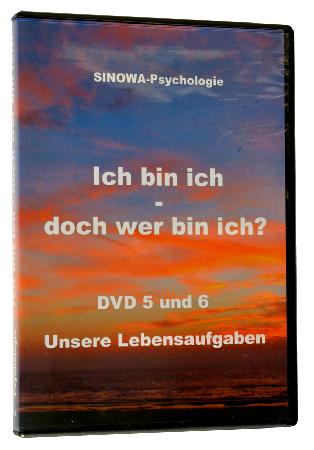 SINOWA-Psychologie
Ich bin ich
-
doch wer bin ich?
DVD 5 und 6
Unsere Lebensaufgaben